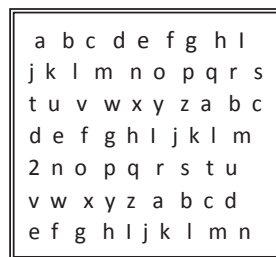 a b c d e f g h I
j k l m n o p q r s
t u v w x y z a b c
d e f g h I j k l m
2 n o p q r s t u
v w x y z a b c d
e f g h I j k l m n